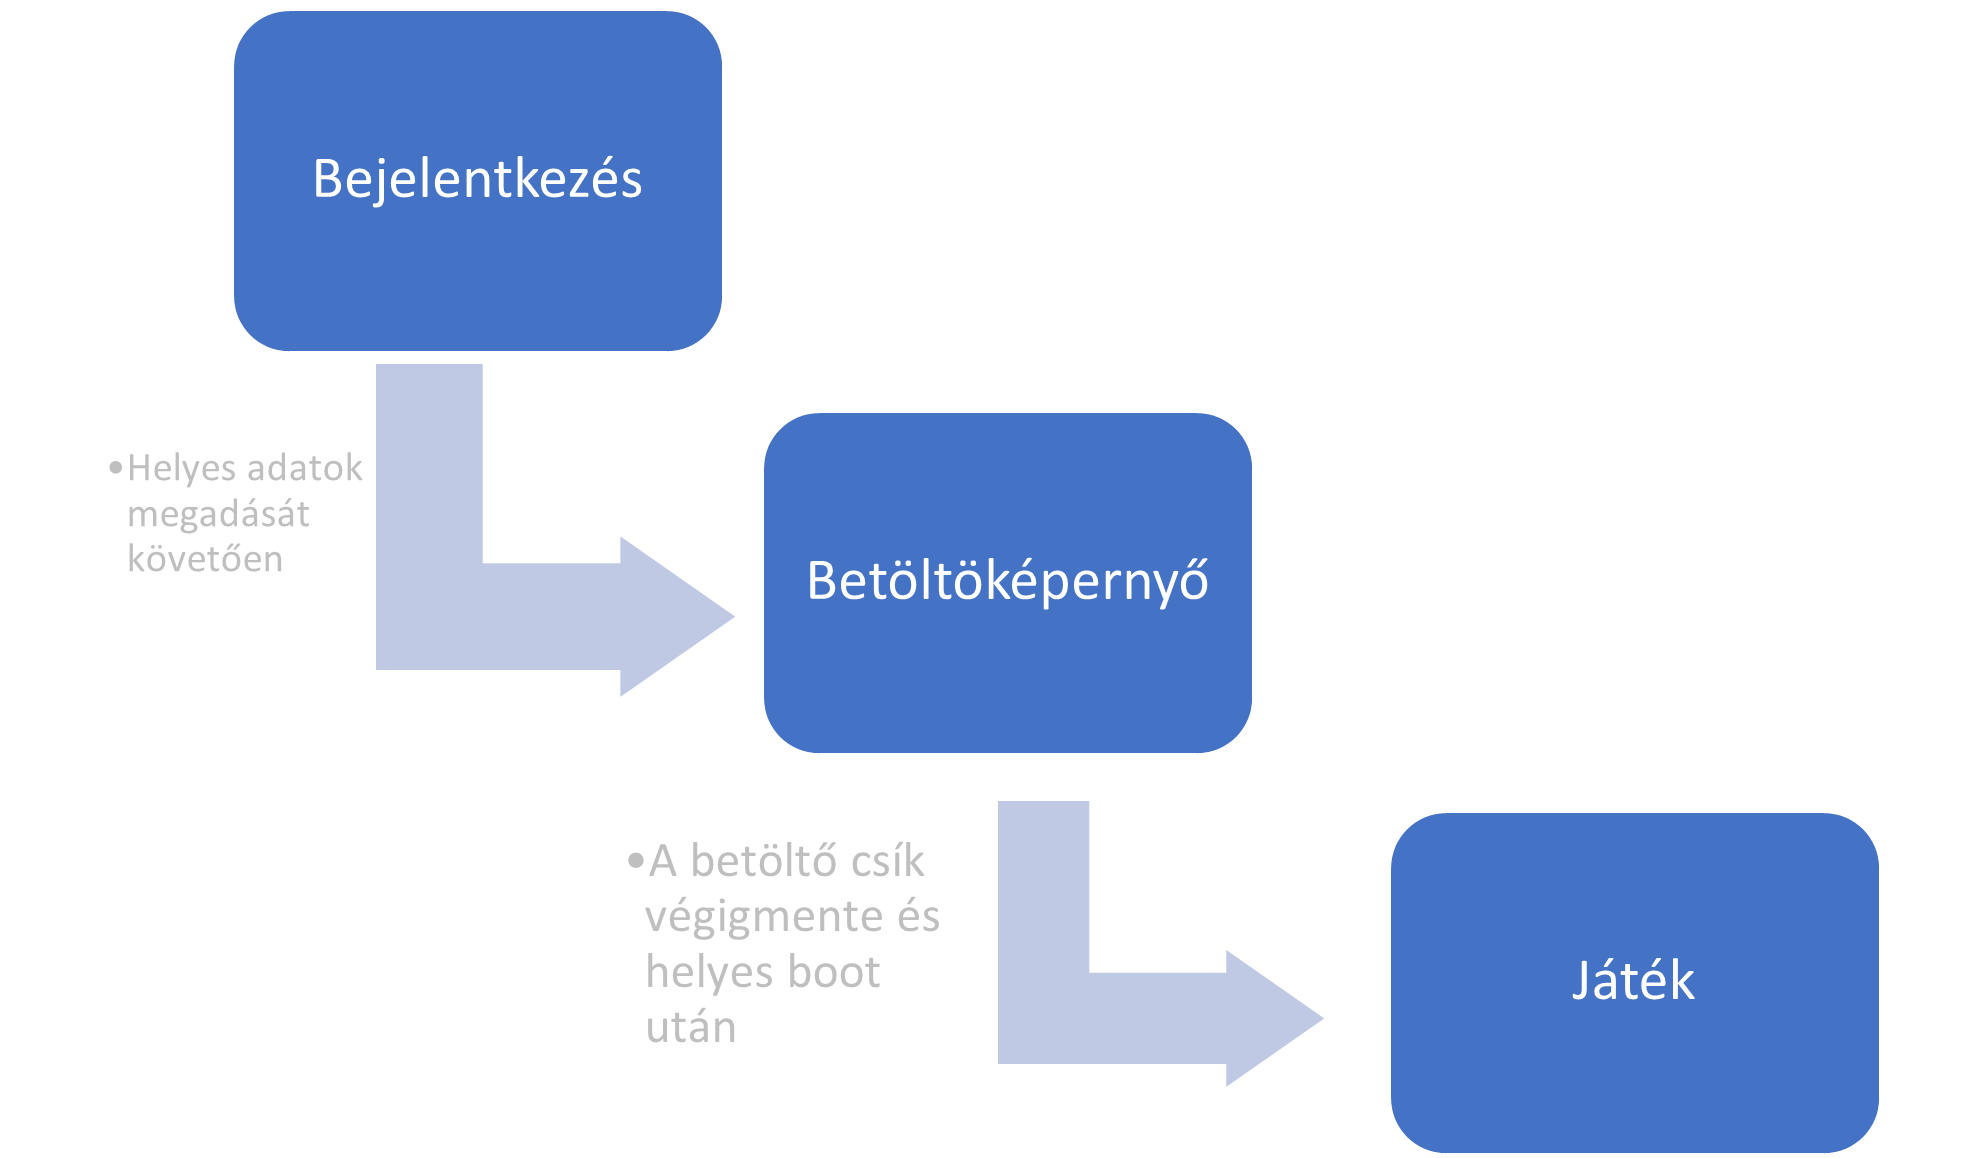 Bejelentkezés
•Helyes adatok
megadását
követően
Betöltöképernyő
•A betöltő csík
végigmente és
helyes boot
után
Játék